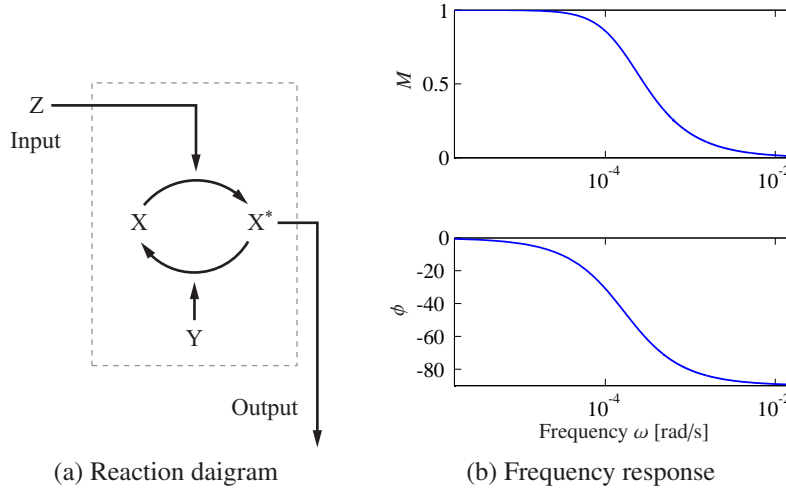 Z
Input
X
X*
Y
Output
(a) Reaction daigram
1
0.5
0
M
10⁻⁴
10⁻²
0
-20
-40
-60
-80
ϕ
10⁻⁴
10⁻²
Frequency ω [rad/s]
(b) Frequency response